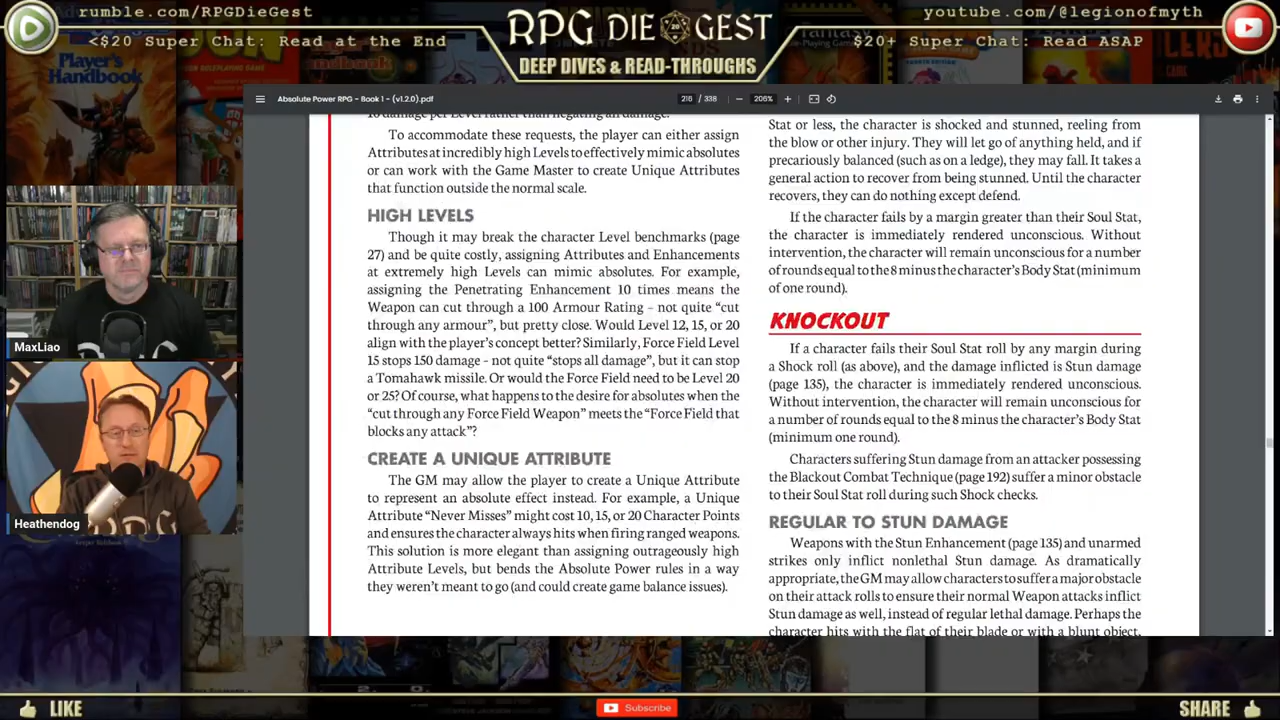 rumble.com/RPGDieGest
<$20 Super Chat: Read at the End
RPG DIE GEST
DEEP DIVES & READ-THROUGHS
youtube.com/@legionofmyth
$20+ Super Chat: Read ASAP
Player's
Handbook
Absolute Power RPG - Book 1 - (v1.2.0).pdf
218 / 338
206%
10 damage per Level rather than negating all damage.
To accommodate these requests, the player can either assign
Attributes at incredibly high Levels to effectively mimic absolutes
or can work with the Game Master to create Unique Attributes
that function outside the normal scale.
HIGH LEVELS
Though it may break the character Level benchmarks (page
27) and be quite costly, assigning Attributes and Enhancements
at extremely high Levels can mimic absolutes. For example,
assigning the Penetrating Enhancement 10 times means the
Weapon can cut through a 100 Armour Rating – not quite “cut
through any armour”, but pretty close. Would Level 12, 15, or 20
align with the player's concept better? Similarly, Force Field Level
15 stops 150 damage – not quite “stops all damage”, but it can stop
a Tomahawk missile. Or would the Force Field need to be Level 20
or 25? Of course, what happens to the desire for absolutes when the
“cut through any Force Field Weapon” meets the “Force Field that
blocks any attack”?
CREATE A UNIQUE ATTRIBUTE
The GM may allow the player to create a Unique Attribute
to represent an absolute effect instead. For example, a Unique
Attribute “Never Misses” might cost 10, 15, or 20 Character Points
and ensures the character always hits when firing ranged weapons.
This solution is more elegant than assigning outrageously high
Attribute Levels, but bends the Absolute Power rules in a way
they weren't meant to go (and could create game balance issues).
Stat or less, the character is shocked and stunned, reeling from
the blow or other injury. They will let go of anything held, and if
precariously balanced (such as on a ledge), they may fall. It takes a
general action to recover from being stunned. Until the character
recovers, they can do nothing except defend.
If the character fails by a margin greater than their Soul Stat,
the character is immediately rendered unconscious. Without
intervention, the character will remain unconscious for a number
of rounds equal to the 8 minus the character's Body Stat (minimum
of one round).
KNOCKOUT
If a character fails their Soul Stat roll by any margin during
a Shock roll (as above), and the damage inflicted is Stun damage
(page 135), the character is immediately rendered unconscious.
Without intervention, the character will remain unconscious for
a number of rounds equal to the 8 minus the character's Body Stat
(minimum one round).
Characters suffering Stun damage from an attacker possessing
the Blackout Combat Technique (page 192) suffer a minor obstacle
to their Soul Stat roll during such Shock checks.
REGULAR TO STUN DAMAGE
Weapons with the Stun Enhancement (page 135) and unarmed
strikes only inflict nonlethal Stun damage. As dramatically
appropriate, the GM may allow characters to suffer a major obstacle
on their attack rolls to ensure their normal Weapon attacks inflict
Stun damage as well, instead of regular lethal damage. Perhaps the
character hits with the flat of their blade or with a blunt object,
MaxLiao
Heathendog
LIKE
Subscribe
SHARE